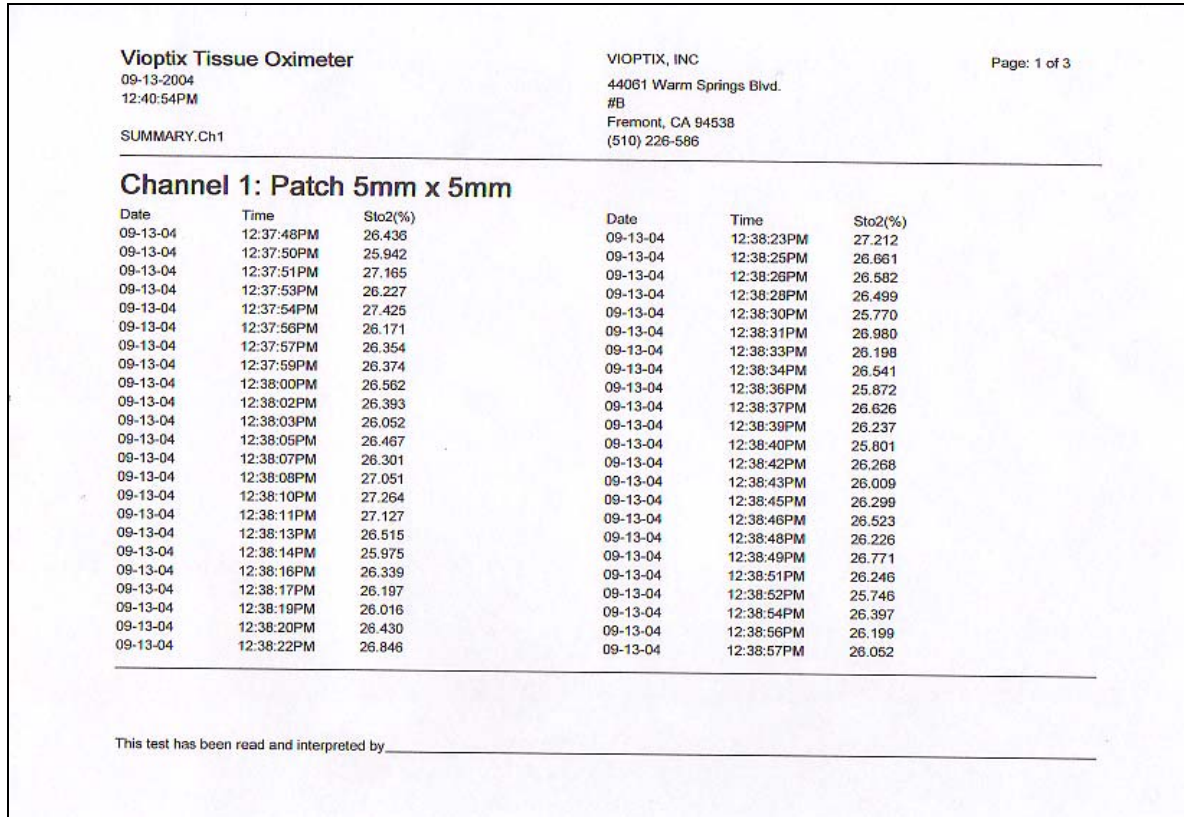 Vioptix Tissue Oximeter
09-13-2004
12:40:54PM
SUMMARY.Ch1
VIOPTIX, INC
44061 Warm Springs Blvd.
#B
Fremont, CA 94538
(510) 226-586
Page: 1 of 3
Channel 1: Patch 5mm x 5mm
Date Time Sto2(%)
09-13-04 12:37:48PM 26.436
09-13-04 12:37:50PM 25.942
09-13-04 12:37:51PM 27.165
09-13-04 12:37:53PM 26.227
09-13-04 12:37:54PM 27.425
09-13-04 12:37:56PM 26.171
09-13-04 12:37:57PM 26.354
09-13-04 12:37:59PM 26.374
09-13-04 12:38:00PM 26.562
09-13-04 12:38:02PM 26.393
09-13-04 12:38:03PM 26.052
09-13-04 12:38:05PM 26.467
09-13-04 12:38:07PM 26.301
09-13-04 12:38:08PM 27.051
09-13-04 12:38:10PM 27.264
09-13-04 12:38:11PM 27.127
09-13-04 12:38:13PM 26.515
09-13-04 12:38:14PM 25.975
09-13-04 12:38:16PM 26.339
09-13-04 12:38:17PM 26.197
09-13-04 12:38:19PM 26.016
09-13-04 12:38:20PM 26.430
09-13-04 12:38:22PM 26.846
Date Time Sto2(%)
09-13-04 12:38:23PM 27.212
09-13-04 12:38:25PM 26.661
09-13-04 12:38:26PM 26.582
09-13-04 12:38:28PM 26.499
09-13-04 12:38:30PM 25.770
09-13-04 12:38:31PM 26.980
09-13-04 12:38:33PM 26.198
09-13-04 12:38:34PM 26.541
09-13-04 12:38:36PM 25.872
09-13-04 12:38:37PM 26.626
09-13-04 12:38:39PM 26.237
09-13-04 12:38:40PM 25.801
09-13-04 12:38:42PM 26.268
09-13-04 12:38:43PM 26.009
09-13-04 12:38:45PM 26.299
09-13-04 12:38:46PM 26.523
09-13-04 12:38:48PM 26.226
09-13-04 12:38:49PM 26.771
09-13-04 12:38:51PM 26.246
09-13-04 12:38:52PM 25.746
09-13-04 12:38:54PM 26.397
09-13-04 12:38:56PM 26.199
09-13-04 12:38:57PM 26.052
This test has been read and interpreted by